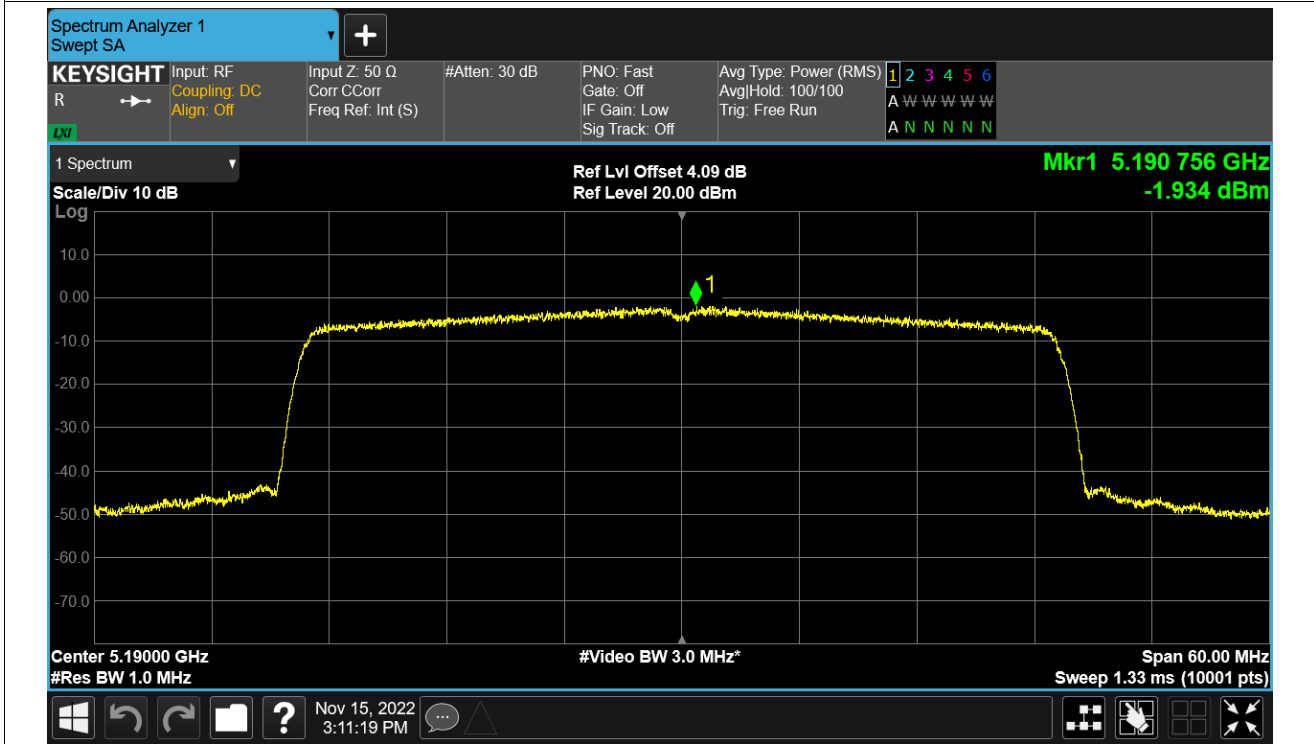 Spectrum Analyzer 1
Swept SA
+
KEYSIGHT
R
LXI
Input: RF
Coupling: DC
Align: Off
Input Z: 50 Ω
Corr CCorr
Freq Ref: Int (S)
#Atten: 30 dB
PNO: Fast
Gate: Off
IF Gain: Low
Sig Track: Off
Avg Type: Power (RMS)
Avg|Hold: 100/100
Trig: Free Run
1 2 3 4 5 6
A W W W W W
A N N N N N
1 Spectrum
Scale/Div 10 dB
Log
Ref Lvl Offset 4.09 dB
Ref Level 20.00 dBm
Mkr1 5.190 756 GHz
-1.934 dBm
1
10.0
0.00
-10.0
-20.0
-30.0
-40.0
-50.0
-60.0
-70.0
Center 5.19000 GHz
#Res BW 1.0 MHz
#Video BW 3.0 MHz*
Span 60.00 MHz
Sweep 1.33 ms (10001 pts)
?
Nov 15, 2022
3:11:19 PM